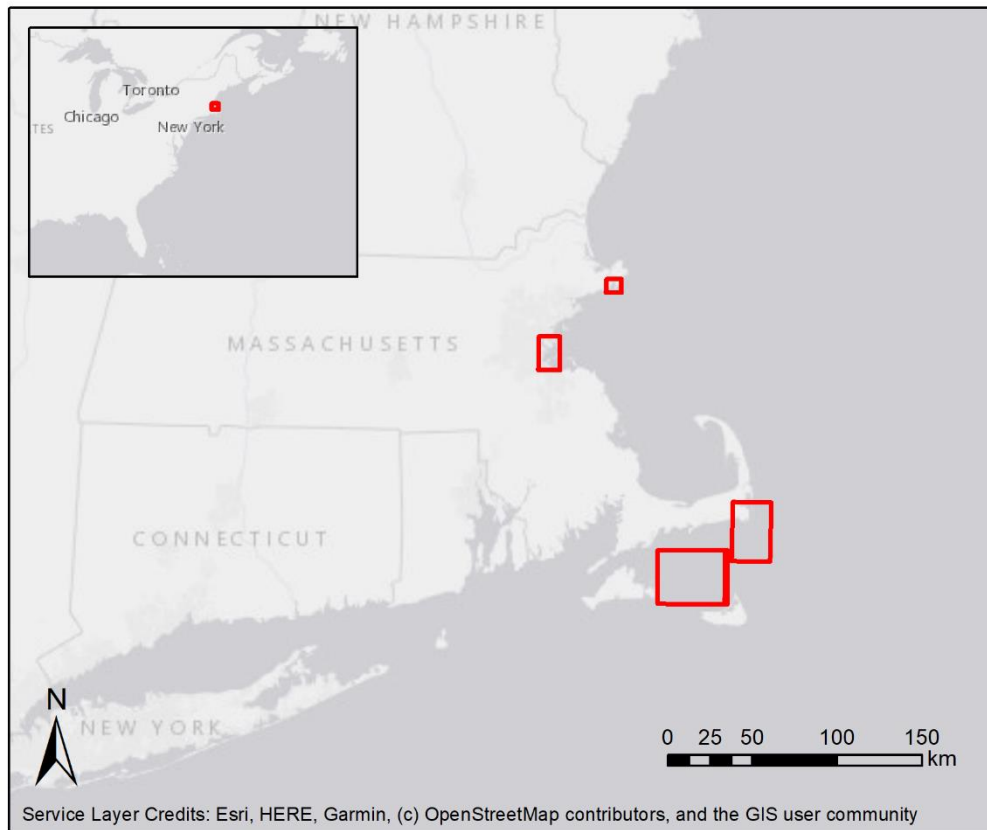 NEW HAMPSHIRE
Toronto
Chicago
TES
New York
MASSACHUSETTS
CONNECTICUT
N
NEW YORK
0 25 50 100 150
km
Service Layer Credits: Esri, HERE, Garmin, (c) OpenStreetMap contributors, and the GIS user community